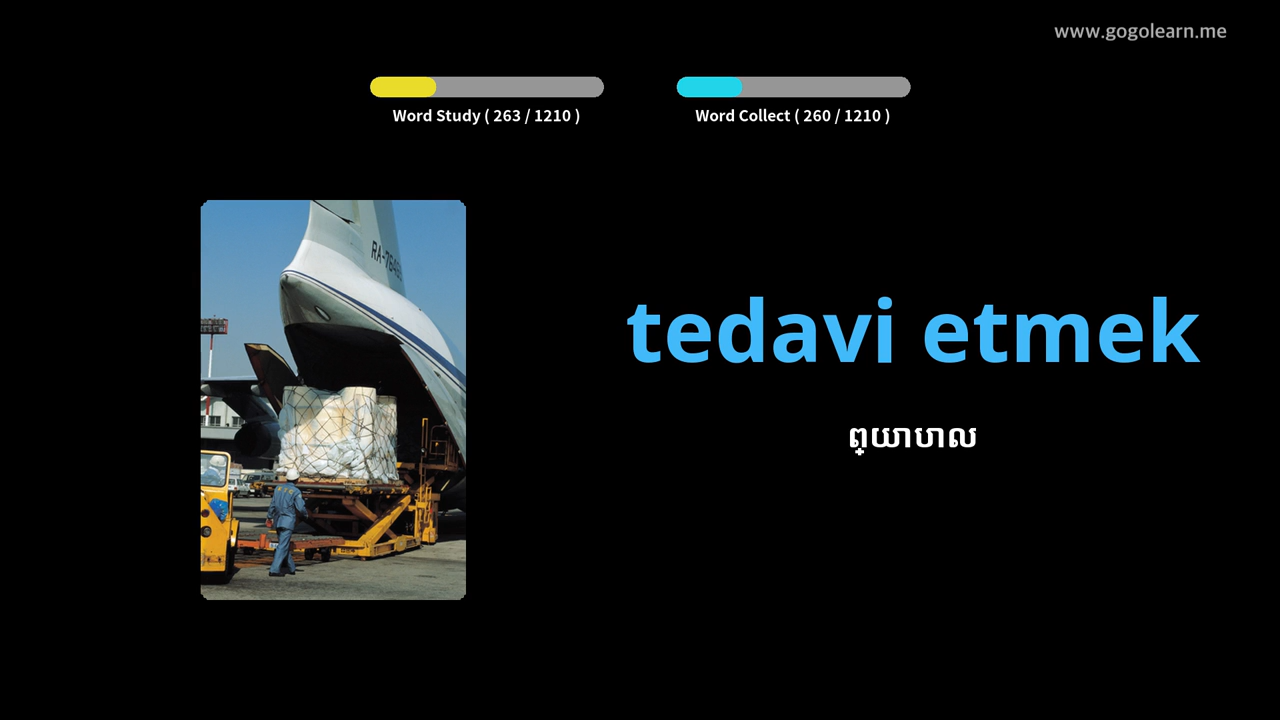 www.gogolearn.me
Word Study ( 263 / 1210 )
Word Collect ( 260 / 1210 )
tedavi etmek
ព្យាបាល